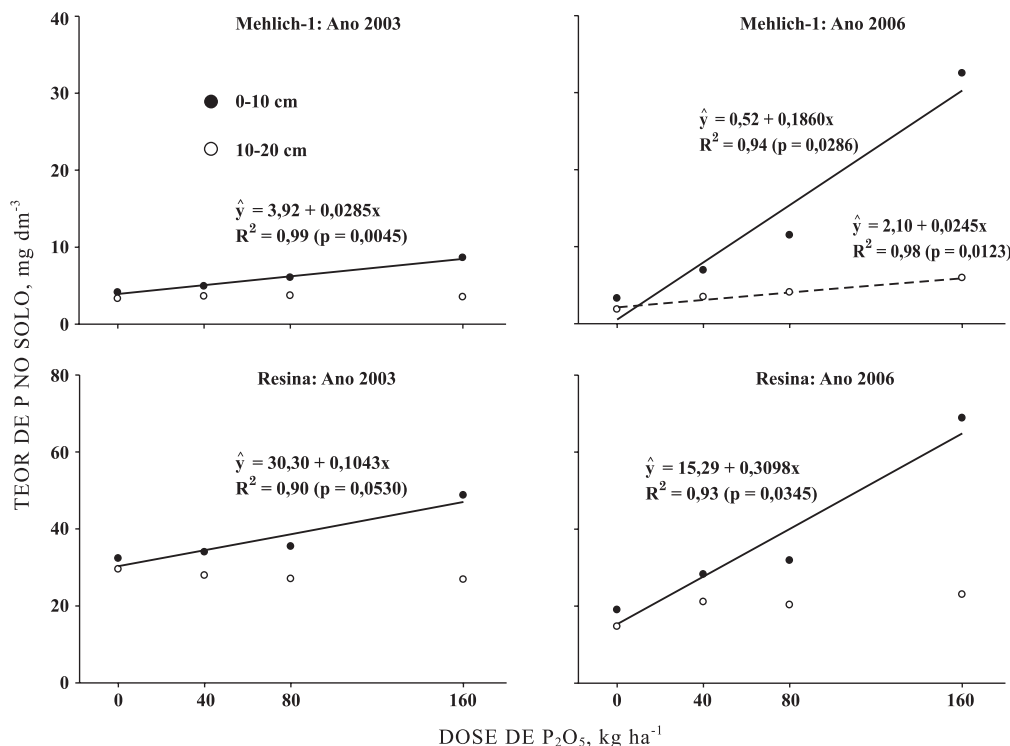 TEOR DE P NO SOLO, mg dm⁻³
Mehlich-1: Ano 2003
40
30
20
10
0
0-10 cm
10-20 cm
ŷ = 3,92 + 0,0285x
R² = 0,99 (p = 0,0045)
Mehlich-1: Ano 2006
ŷ = 0,52 + 0,1860x
R² = 0,94 (p = 0,0286)
ŷ = 2,10 + 0,0245x
R² = 0,98 (p = 0,0123)
Resina: Ano 2003
80
60
40
20
0
ŷ = 30,30 + 0,1043x
R² = 0,90 (p = 0,0530)
0 40 80 160
Resina: Ano 2006
ŷ = 15,29 + 0,3098x
R² = 0,93 (p = 0,0345)
0 40 80 160
DOSE DE P₂O₅, kg ha⁻¹